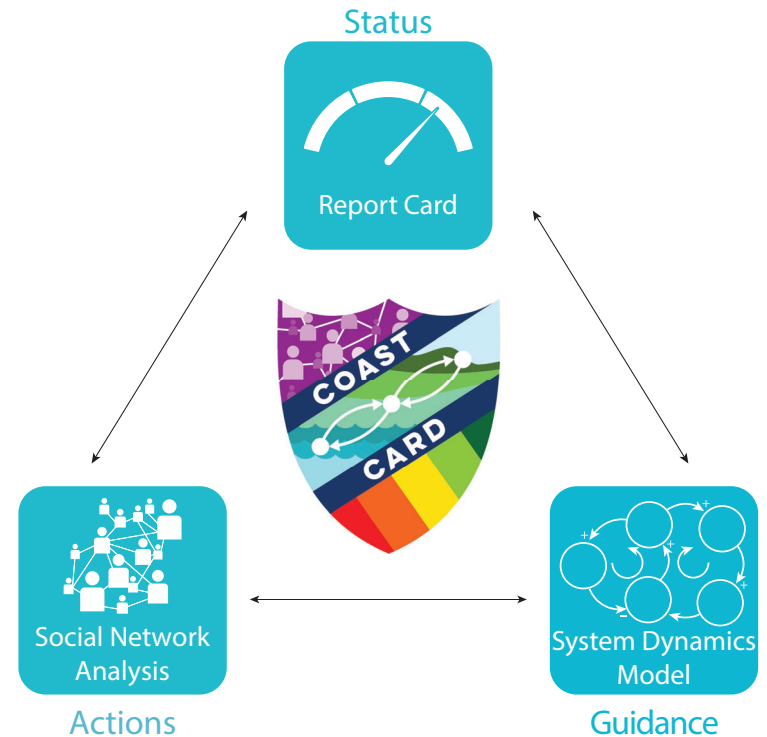 Status
Report Card
COAST
CARD
Social Network
Analysis
Actions
+
+
+
+
−
System Dynamics
Model
Guidance